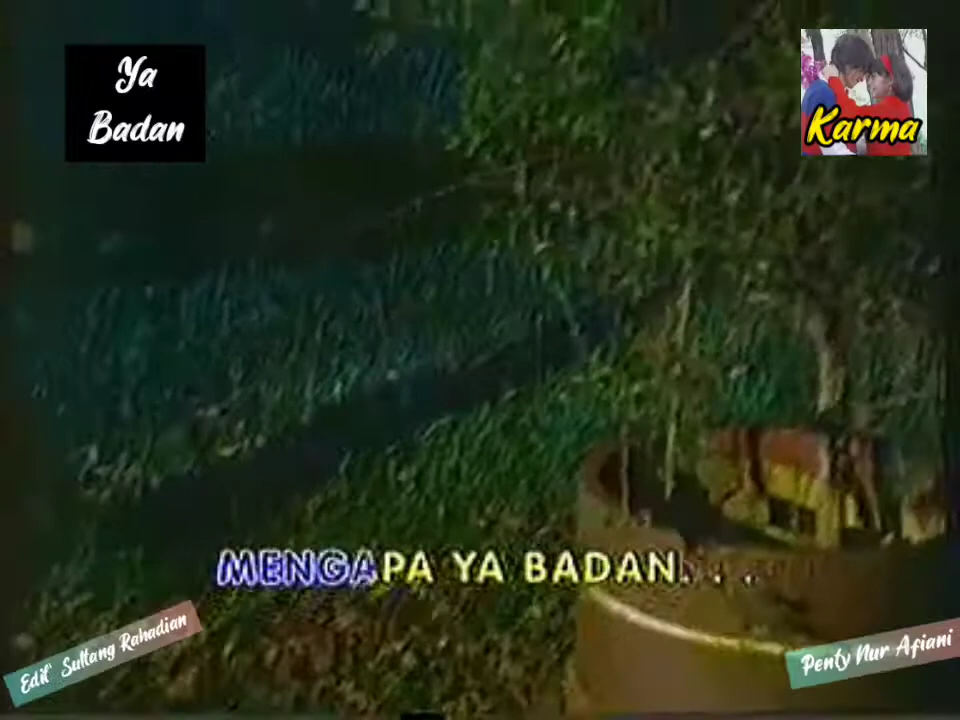 Ya
Badan
Karma
MENGAPA YA BADAN. . .
Edit' Sultang Rahadian
Penty Nur Afiani